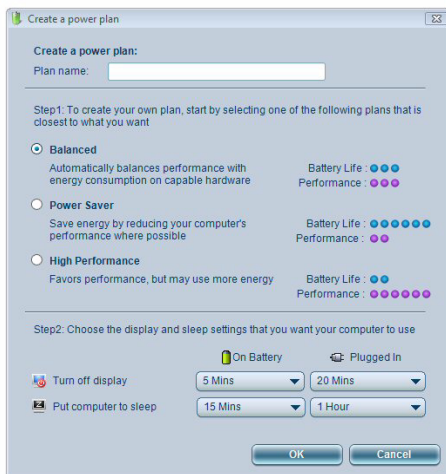 Create a power plan
Create a power plan:
Plan name:
Step1: To create your own plan, start by selecting one of the following plans that is
closest to what you want
Balanced
Automatically balances performance with
energy consumption on capable hardware
Battery Life :
Performance :
Power Saver
Save energy by reducing your computer's
performance where possible
Battery Life :
Performance :
High Performance
Favors performance, but may use more energy
Battery Life :
Performance :
Step2: Choose the display and sleep settings that you want your computer to use
On Battery Plugged In
Turn off display 5 Mins 20 Mins
Put computer to sleep 15 Mins 1 Hour
OK Cancel